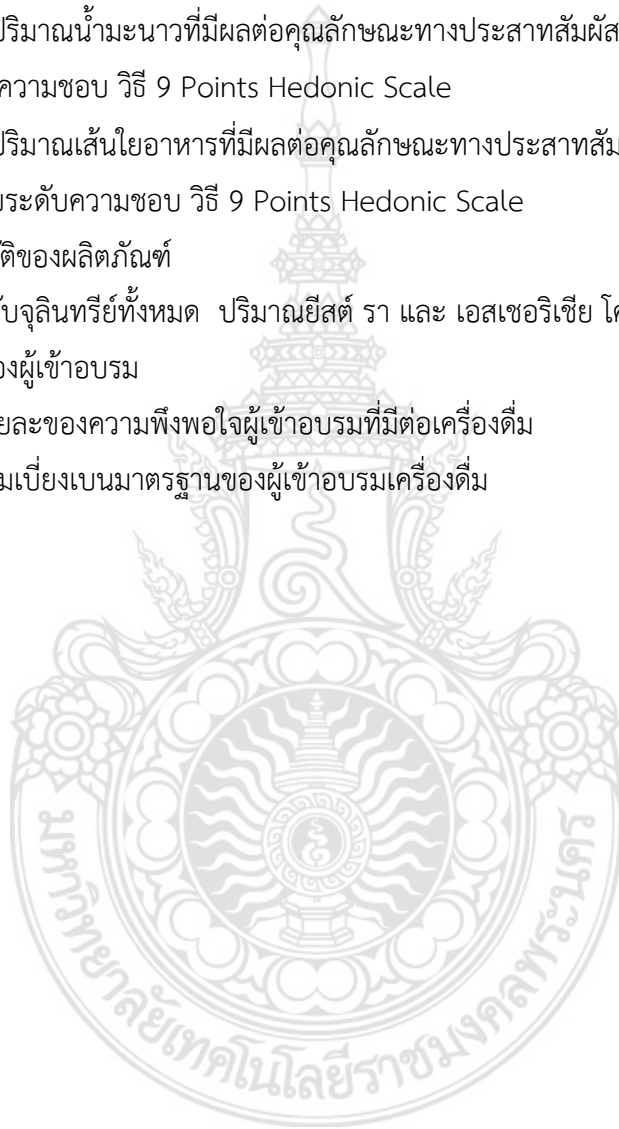 ปริมาณน้ำมะนาวที่มีผลต่อคุณลักษณะทางประสาทสัมผัส
ความชอบ วิธี 9 Points Hedonic Scale
ปริมาณเส้นใยอาหารที่มีผลต่อคุณลักษณะทางประสาทสัม
ระดับความชอบ วิธี 9 Points Hedonic Scale
ของผลิตภัณฑ์
จุลินทรีย์ทั้งหมด ปริมาณยีสต์ รา และ เอสเชอริเชีย
ของผู้เข้าอบรม
ของความพึงพอใจผู้เข้าอบรมที่มีต่อเครื่องดื่ม
เบี่ยงเบนมาตรฐานของผู้เข้าอบรมเครื่องดื่ม
มหาวิทยาลัยเทคโนโลยีราชมงคลพระนคร